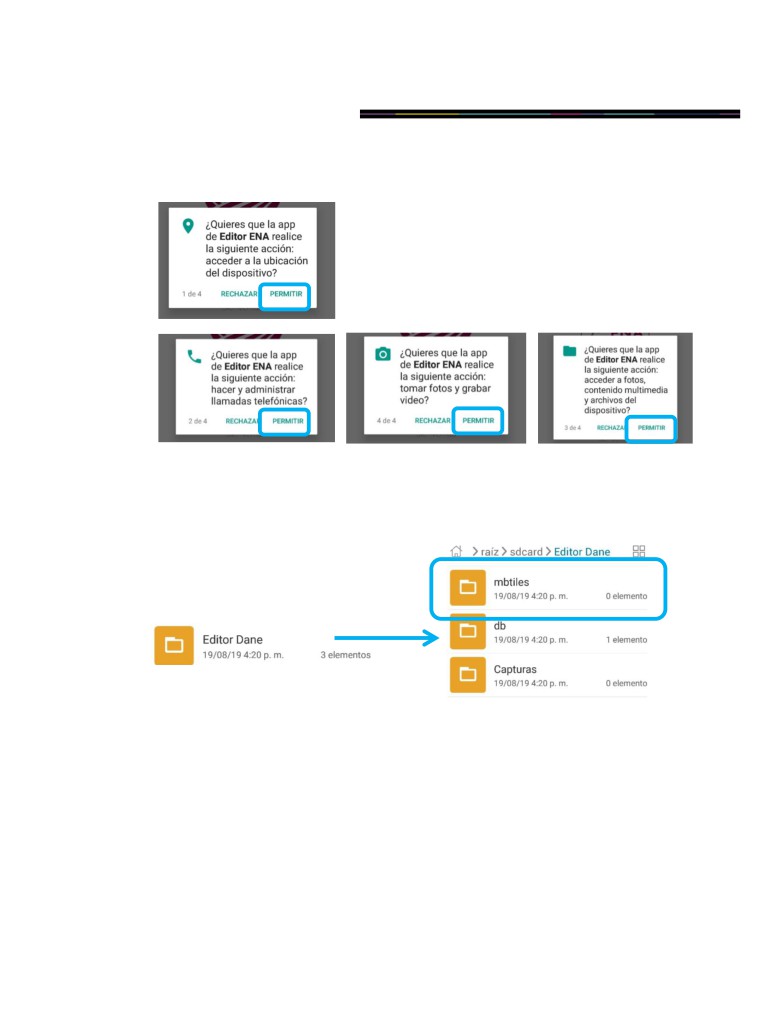 ¿Quieres que la app
de Editor ENA realice
la siguiente acción:
acceder a la ubicación
del dispositivo?
1 de 4 RECHAZAR PERMITIR
¿Quieres que la app
de Editor ENA realice
la siguiente acción:
hacer y administrar
llamadas telefónicas?
2 de 4 RECHAZAR PERMITIR
¿Quieres que la app
de Editor ENA realice
la siguiente acción:
tomar fotos y grabar
video?
4 de 4 RECHAZAR PERMITIR
¿Quieres que la app
de Editor ENA realice
la siguiente acción:
acceder a fotos,
contenido multimedia
y archivos del
dispositivo?
3 de 4 RECHAZAR PERMITIR
Editor Dane
19/08/19 4:20 p. m. 3 elementos
raíz sdcard Editor Dane
mbtiles
19/08/19 4:20 p. m. 0 elemento
db
19/08/19 4:20 p. m. 1 elemento
Capturas
19/08/19 4:20 p. m. 0 elemento